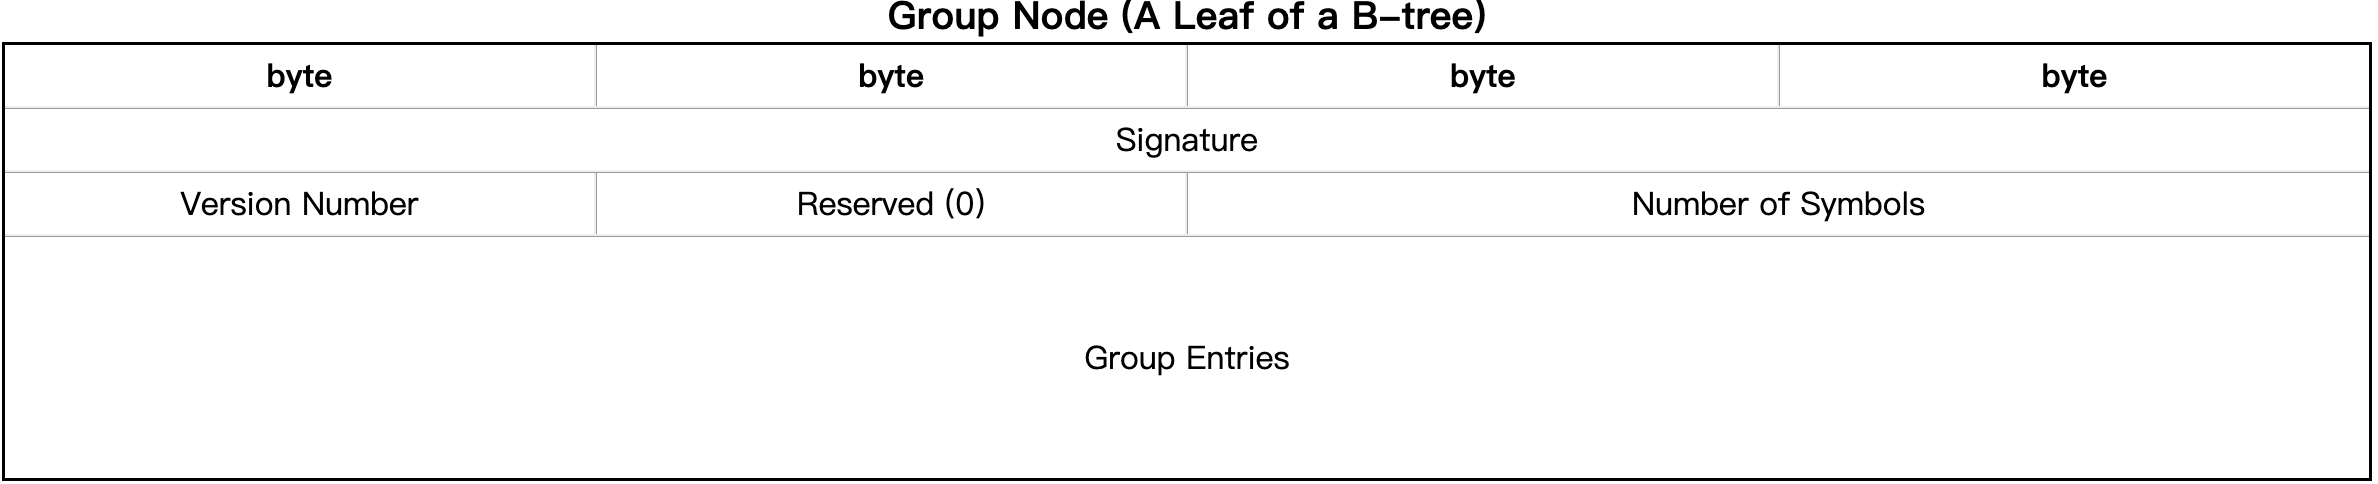 Group Node (A Leaf of a B-tree)
byte byte byte byte
Signature
Version Number Reserved (0) Number of Symbols
Group Entries